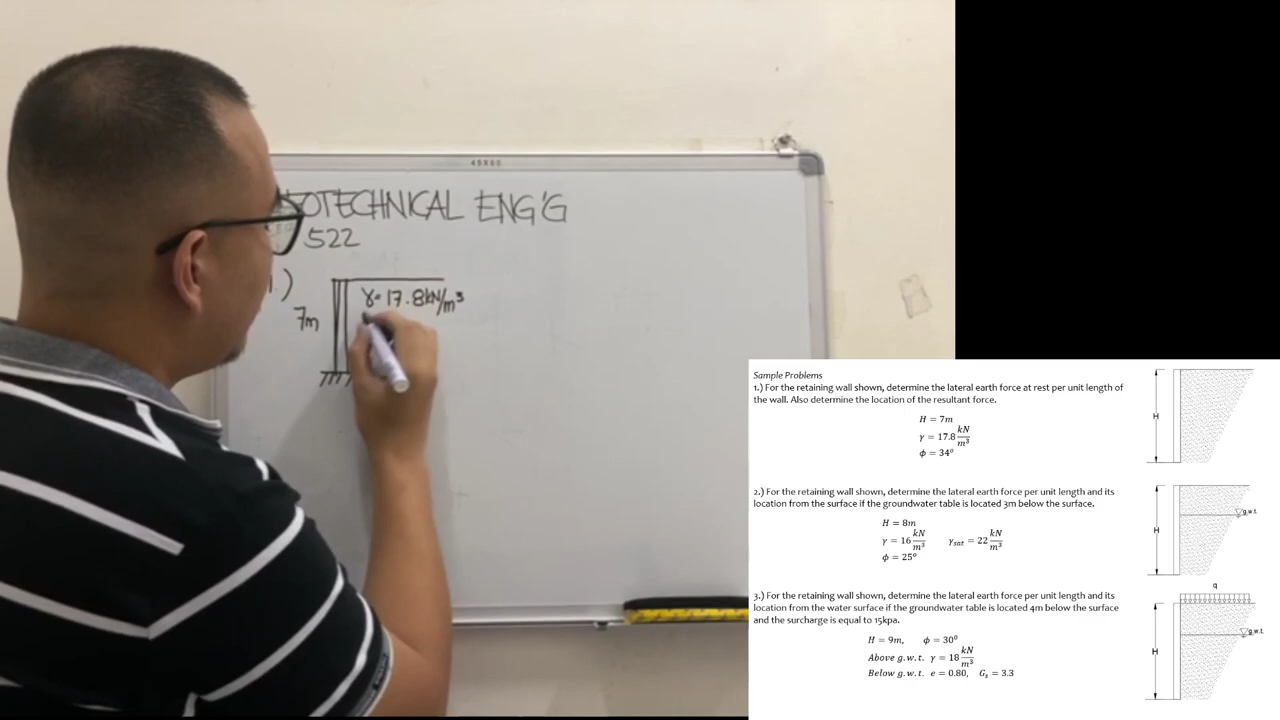 45X60
OTECHNICAL ENG'G
522
1.)
7m
γ= 17.8kN/m³
Sample Problems
1.) For the retaining wall shown, determine the lateral earth force at rest per unit length of
the wall. Also determine the location of the resultant force.
H = 7m
γ = 17.8 kN/m³
ϕ = 34°
H
2.) For the retaining wall shown, determine the lateral earth force per unit length and its
location from the surface if the groundwater table is located 3m below the surface.
H = 8m
γ = 16 kN/m³ γsat = 22 kN/m³
ϕ = 25°
H
g.w.t.
3.) For the retaining wall shown, determine the lateral earth force per unit length and its
location from the water surface if the groundwater table is located 4m below the surface
and the surcharge is equal to 15kpa.
H = 9m, ϕ = 30°
Above g.w.t. γ = 18 kN/m³
Below g.w.t. e = 0.80, Gs = 3.3
q
H
g.w.t.